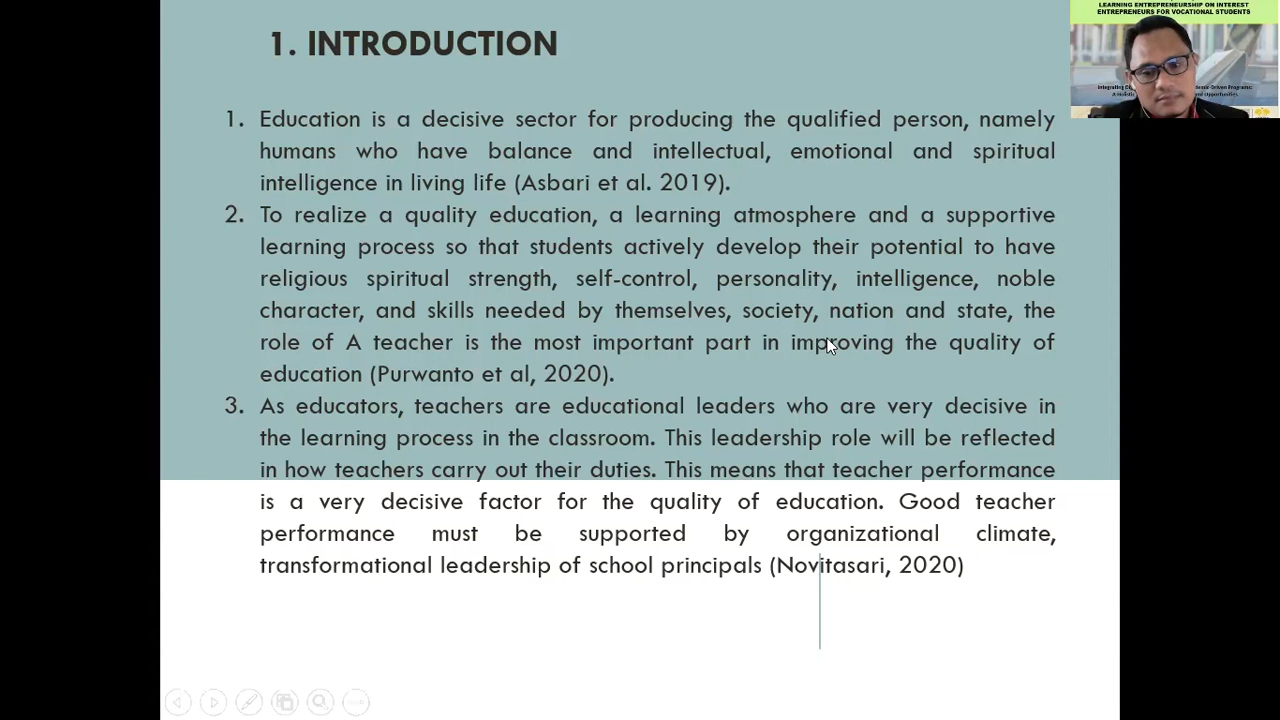 1. INTRODUCTION
LEARNING ENTREPRENEURSHIP ON INTEREST
ENTREPRENEURS FOR VOCATIONAL STUDENTS
1. Education is a decisive sector for producing the qualified person, namely
humans who have balance and intellectual, emotional and spiritual
intelligence in living life (Asbari et al. 2019).
2. To realize a quality education, a learning atmosphere and a supportive
learning process so that students actively develop their potential to have
religious spiritual strength, self-control, personality, intelligence, noble
character, and skills needed by themselves, society, nation and state, the
role of A teacher is the most important part in improving the quality of
education (Purwanto et al, 2020).
3. As educators, teachers are educational leaders who are very decisive in
the learning process in the classroom. This leadership role will be reflected
in how teachers carry out their duties. This means that teacher performance
is a very decisive factor for the quality of education. Good teacher
performance must be supported by organizational climate,
transformational leadership of school principals (Novitasari, 2020)